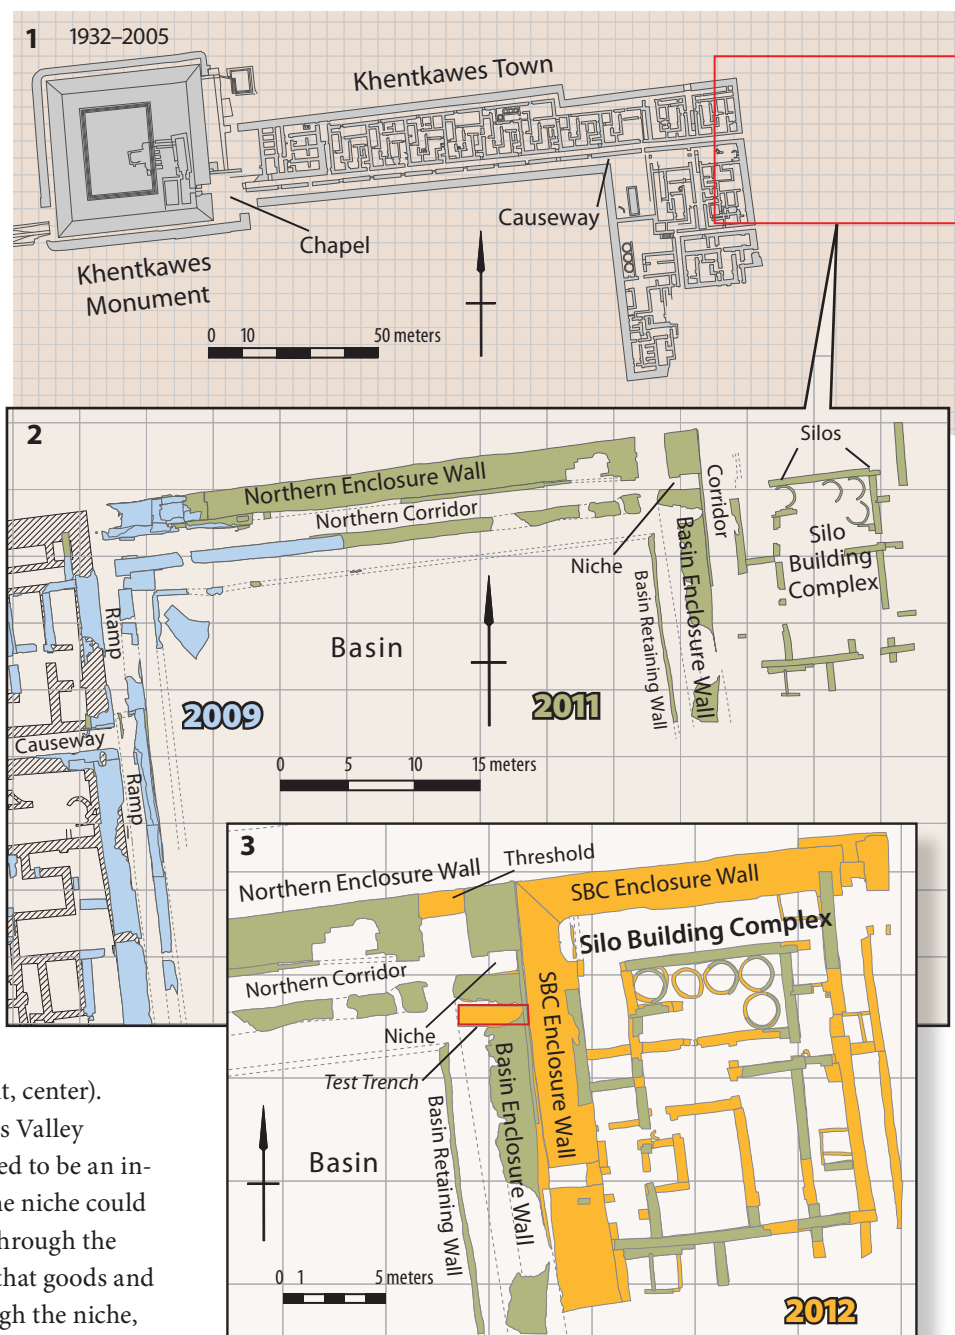 1
1932–2005
Khentkawes Town
Causeway
Chapel
Khentkawes
Monument
0 10 50 meters
2
Silos
Northern Enclosure Wall
Northern Corridor
Corridor
Niche
Silo
Building
Complex
Basin Enclosure Wall
Basin Retaining Wall
Ramp
Basin
2009
2011
Causeway
Ramp
0 5 10 15 meters
3
Threshold
Northern Enclosure Wall
SBC Enclosure Wall
Silo Building Complex
Northern Corridor
SBC Enclosure Wall
Niche
Test Trench
Basin Enclosure Wall
Basin Retaining Wall
Basin
0 1 5 meters
2012
t, center).
s Valley
ed to be an in-
ne niche could
hrough the
that goods and
gh the niche,